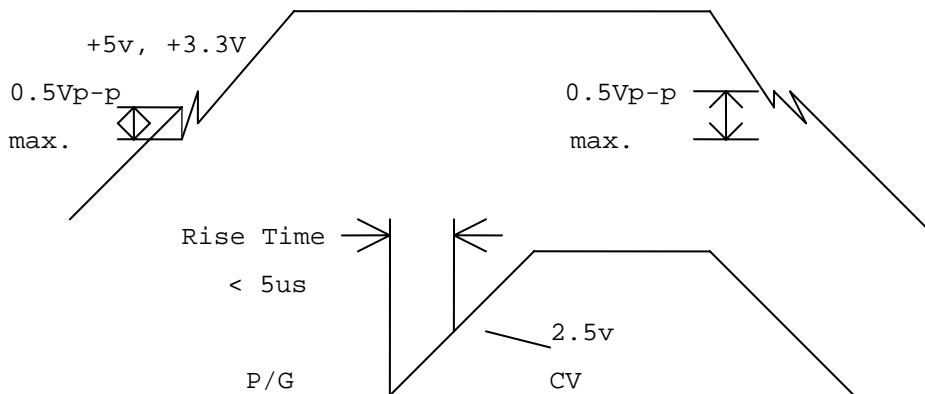 +5v, +3.3V
0.5Vp-p
max.
0.5Vp-p
max.
Rise Time
< 5us
2.5v
P/G
CV